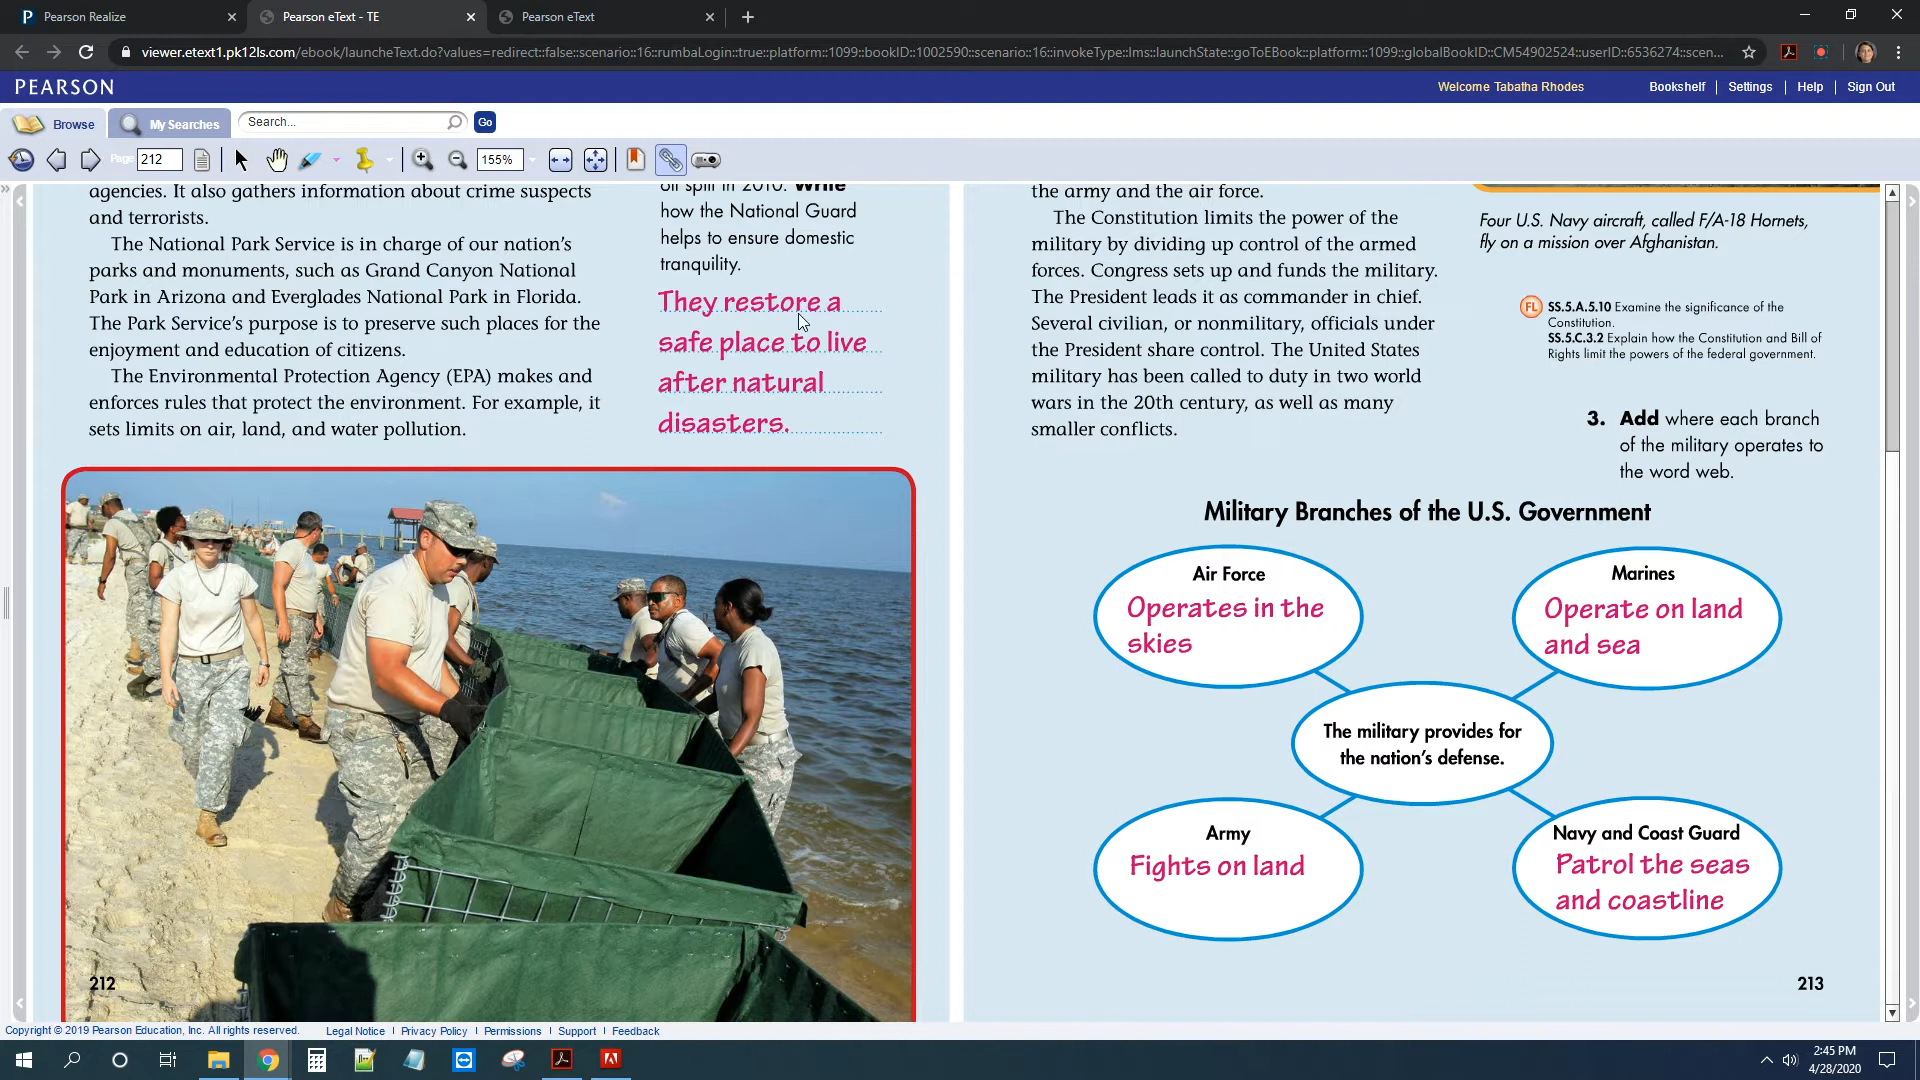 Pearson Realize
Pearson eText - TE
Pearson eText
viewer.etext1.pk12ls.com/ebook/launcheText.do?values=redirect::false::scenario::16::rumbaLogin::true::platform::1099::bookID::1002590::scenario::16::invokeType::lms::launchState::goToEBook::platform::1099::globalBookID::CM54902524::userID::6536274::scen...
PEARSON
Welcome Tabatha Rhodes
Bookshelf | Settings | Help | Sign Out
Browse
My Searches
Search...
Go
Page
212
155%
agencies. It also gathers information about crime suspects
and terrorists.
The National Park Service is in charge of our nation's
parks and monuments, such as Grand Canyon National
Park in Arizona and Everglades National Park in Florida.
The Park Service's purpose is to preserve such places for the
enjoyment and education of citizens.
The Environmental Protection Agency (EPA) makes and
enforces rules that protect the environment. For example, it
sets limits on air, land, and water pollution.
oil spill in 2010. Write
how the National Guard
helps to ensure domestic
tranquility.
They restore a
safe place to live
after natural
disasters.
212
the army and the air force.
The Constitution limits the power of the
military by dividing up control of the armed
forces. Congress sets up and funds the military.
The President leads it as commander in chief.
Several civilian, or nonmilitary, officials under
the President share control. The United States
military has been called to duty in two world
wars in the 20th century, as well as many
smaller conflicts.
Four U.S. Navy aircraft, called F/A-18 Hornets,
fly on a mission over Afghanistan.
FL SS.5.A.5.10 Examine the significance of the
Constitution.
SS.5.C.3.2 Explain how the Constitution and Bill of
Rights limit the powers of the federal government.
3. Add where each branch
of the military operates to
the word web.
Military Branches of the U.S. Government
Air Force
Operates in the
skies
Marines
Operate on land
and sea
The military provides for
the nation's defense.
Army
Fights on land
Navy and Coast Guard
Patrol the seas
and coastline
213
Copyright © 2019 Pearson Education, Inc. All rights reserved. Legal Notice | Privacy Policy | Permissions | Support | Feedback
2:45 PM
4/28/2020